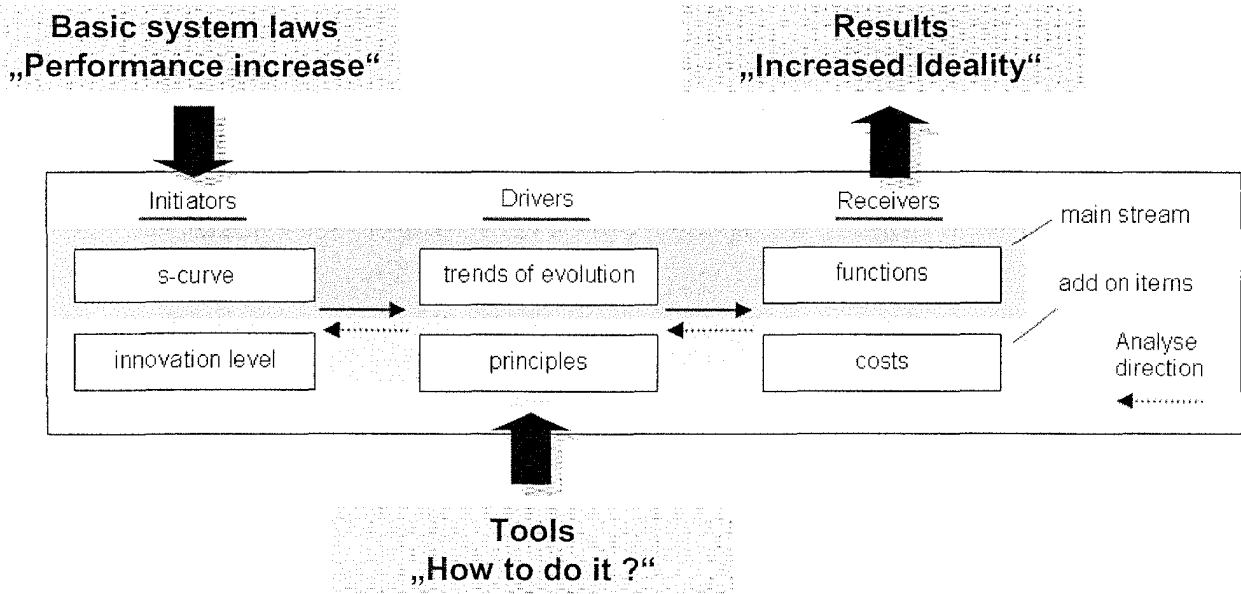 Basic system laws
„Performance increase“
Results
„Increased Ideality“
Initiators
Drivers
Receivers
main stream
s-curve
trends of evolution
functions
add on items
innovation level
principles
costs
Analyse
direction
Tools
„How to do it ?“